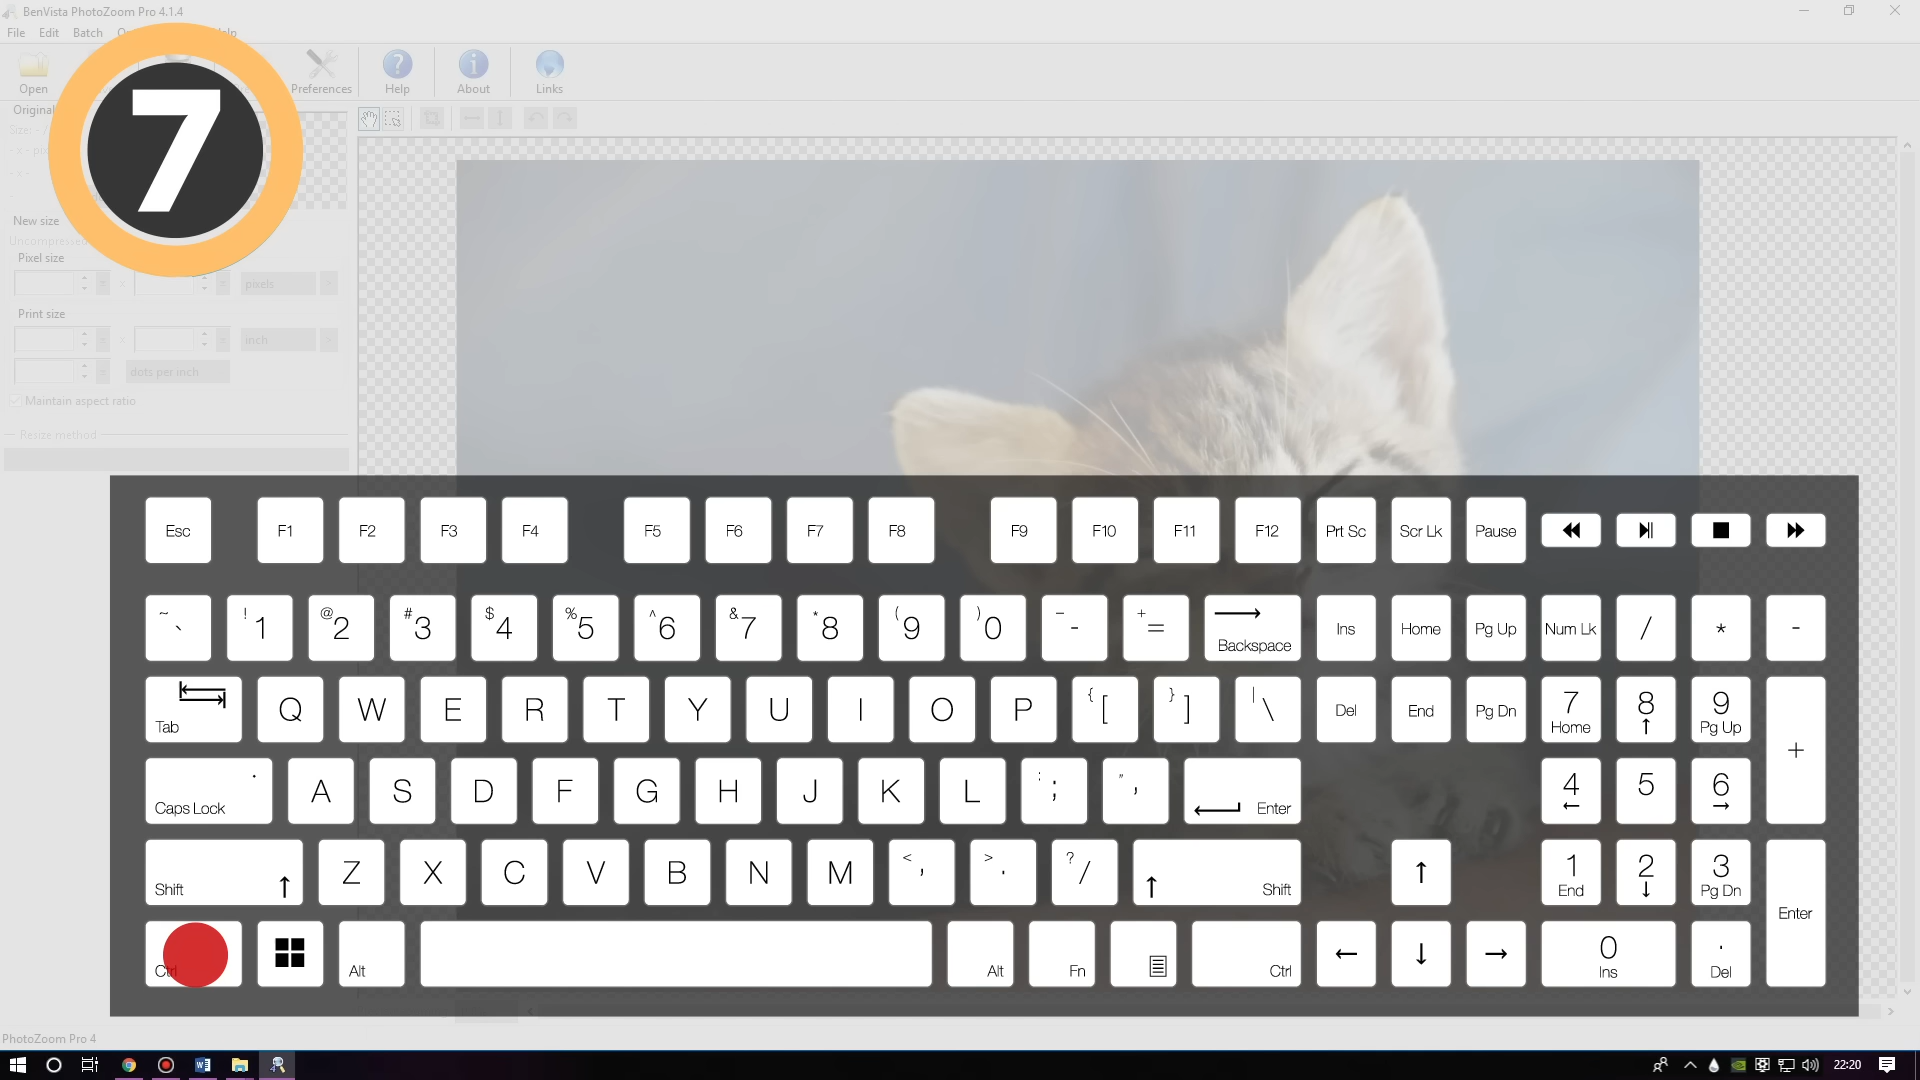 BenVista PhotoZoom Pro 4.1.4
File Edit Batch
Open Preferences Help About Links
7
Original
New size
Uncompressed
Pixel size
x pixels
Print size
x inch
dots per inch
Maintain aspect ratio
Resize method
Esc F1 F2 F3 F4 F5 F6 F7 F8 F9 F10 F11 F12 Prt Sc Scr Lk Pause
~ ` ! 1 @ 2 # 3 $ 4 % 5 ^ 6 & 7 * 8 ( 9 ) 0 - - + = Backspace Ins Home Pg Up Num Lk / * -
Tab Q W E R T Y U I O P { [ } ] | \ Del End Pg Dn 7 Home 8 ↑ 9 Pg Up +
Caps Lock A S D F G H J K L : ; " ' Enter 4 ← 5 6 →
Shift ↑ Z X C V B N M < , > . ? / ↑ Shift ↑ 1 End 2 ↓ 3 Pg Dn Enter
Ctrl Alt Alt Fn Ctrl ← ↓ → 0 Ins . Del
PhotoZoom Pro 4
22:20